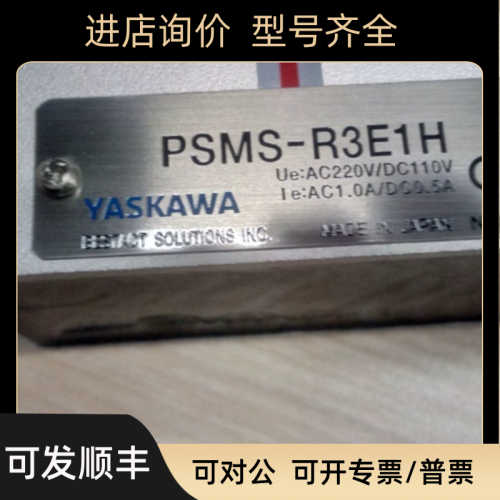 进店询价 型号齐全
PSMS-R3E1H
Ue:AC220V/DC110V
Ie:AC1.0A/DC0.5A
YASKAWA
BESTACT SOLUTIONS INC.
MADE IN JAPAN
可发顺丰
可对公 可开专票/普票